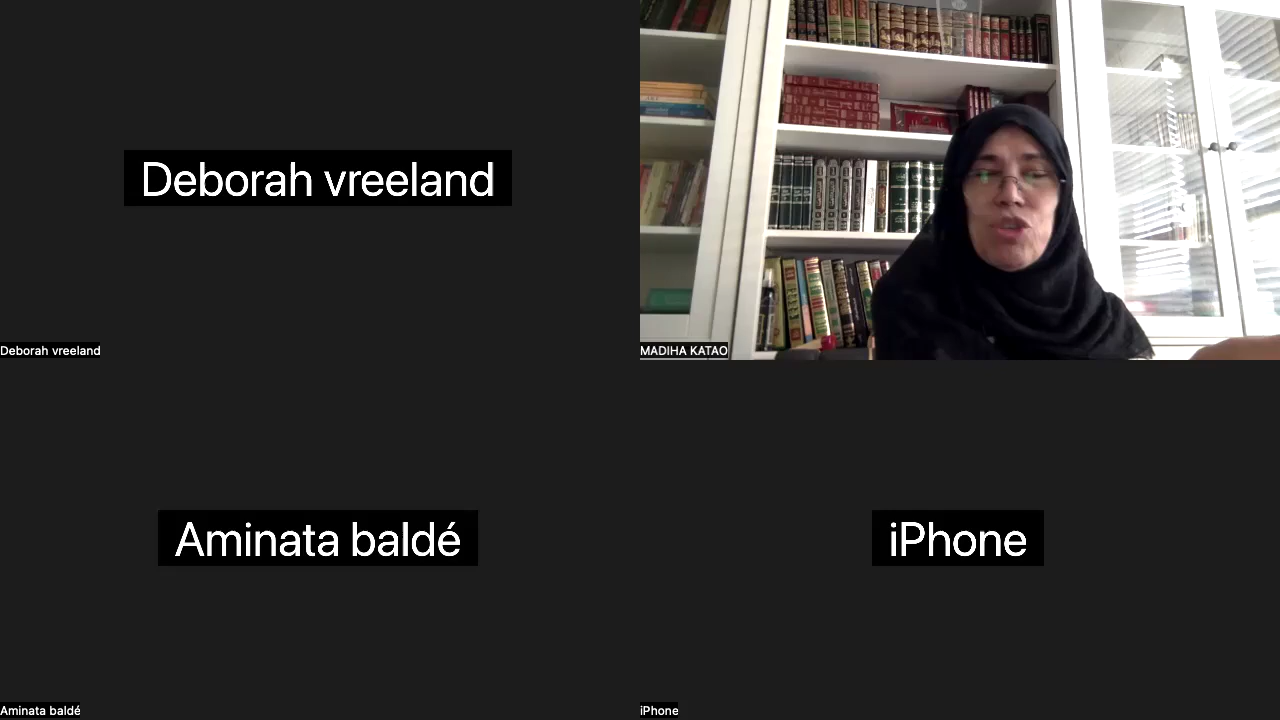 Deborah vreeland
Deborah vreeland
MADIHA KATAO
Aminata baldé
iPhone
Aminata baldé
iPhone